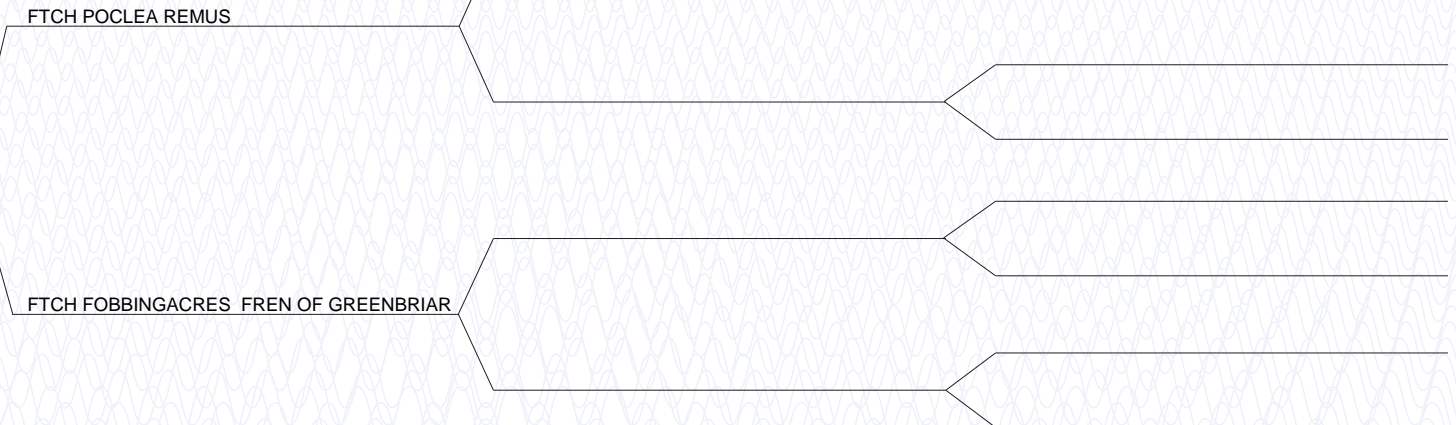 FTCH POCLEA REMUS
FTCH FOBBINGACRES  FREN OF GREENBRIAR